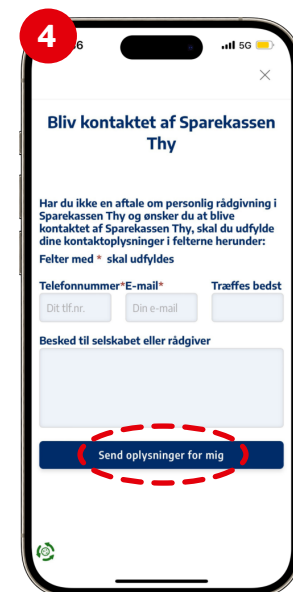 4
6
5G
Bliv kontaktet af Sparekassen
Thy
Har du ikke en aftale om personlig rådgivning i
Sparekassen Thy og ønsker du at blive
kontaktet af Sparekassen Thy, skal du udfylde
dine kontaktoplysninger i felterne herunder:
Felter med * skal udfyldes
Telefonnummer* E-mail* Træffes bedst
Dit tlf.nr. Din e-mail
Besked til selskabet eller rådgiver
Send oplysninger for mig